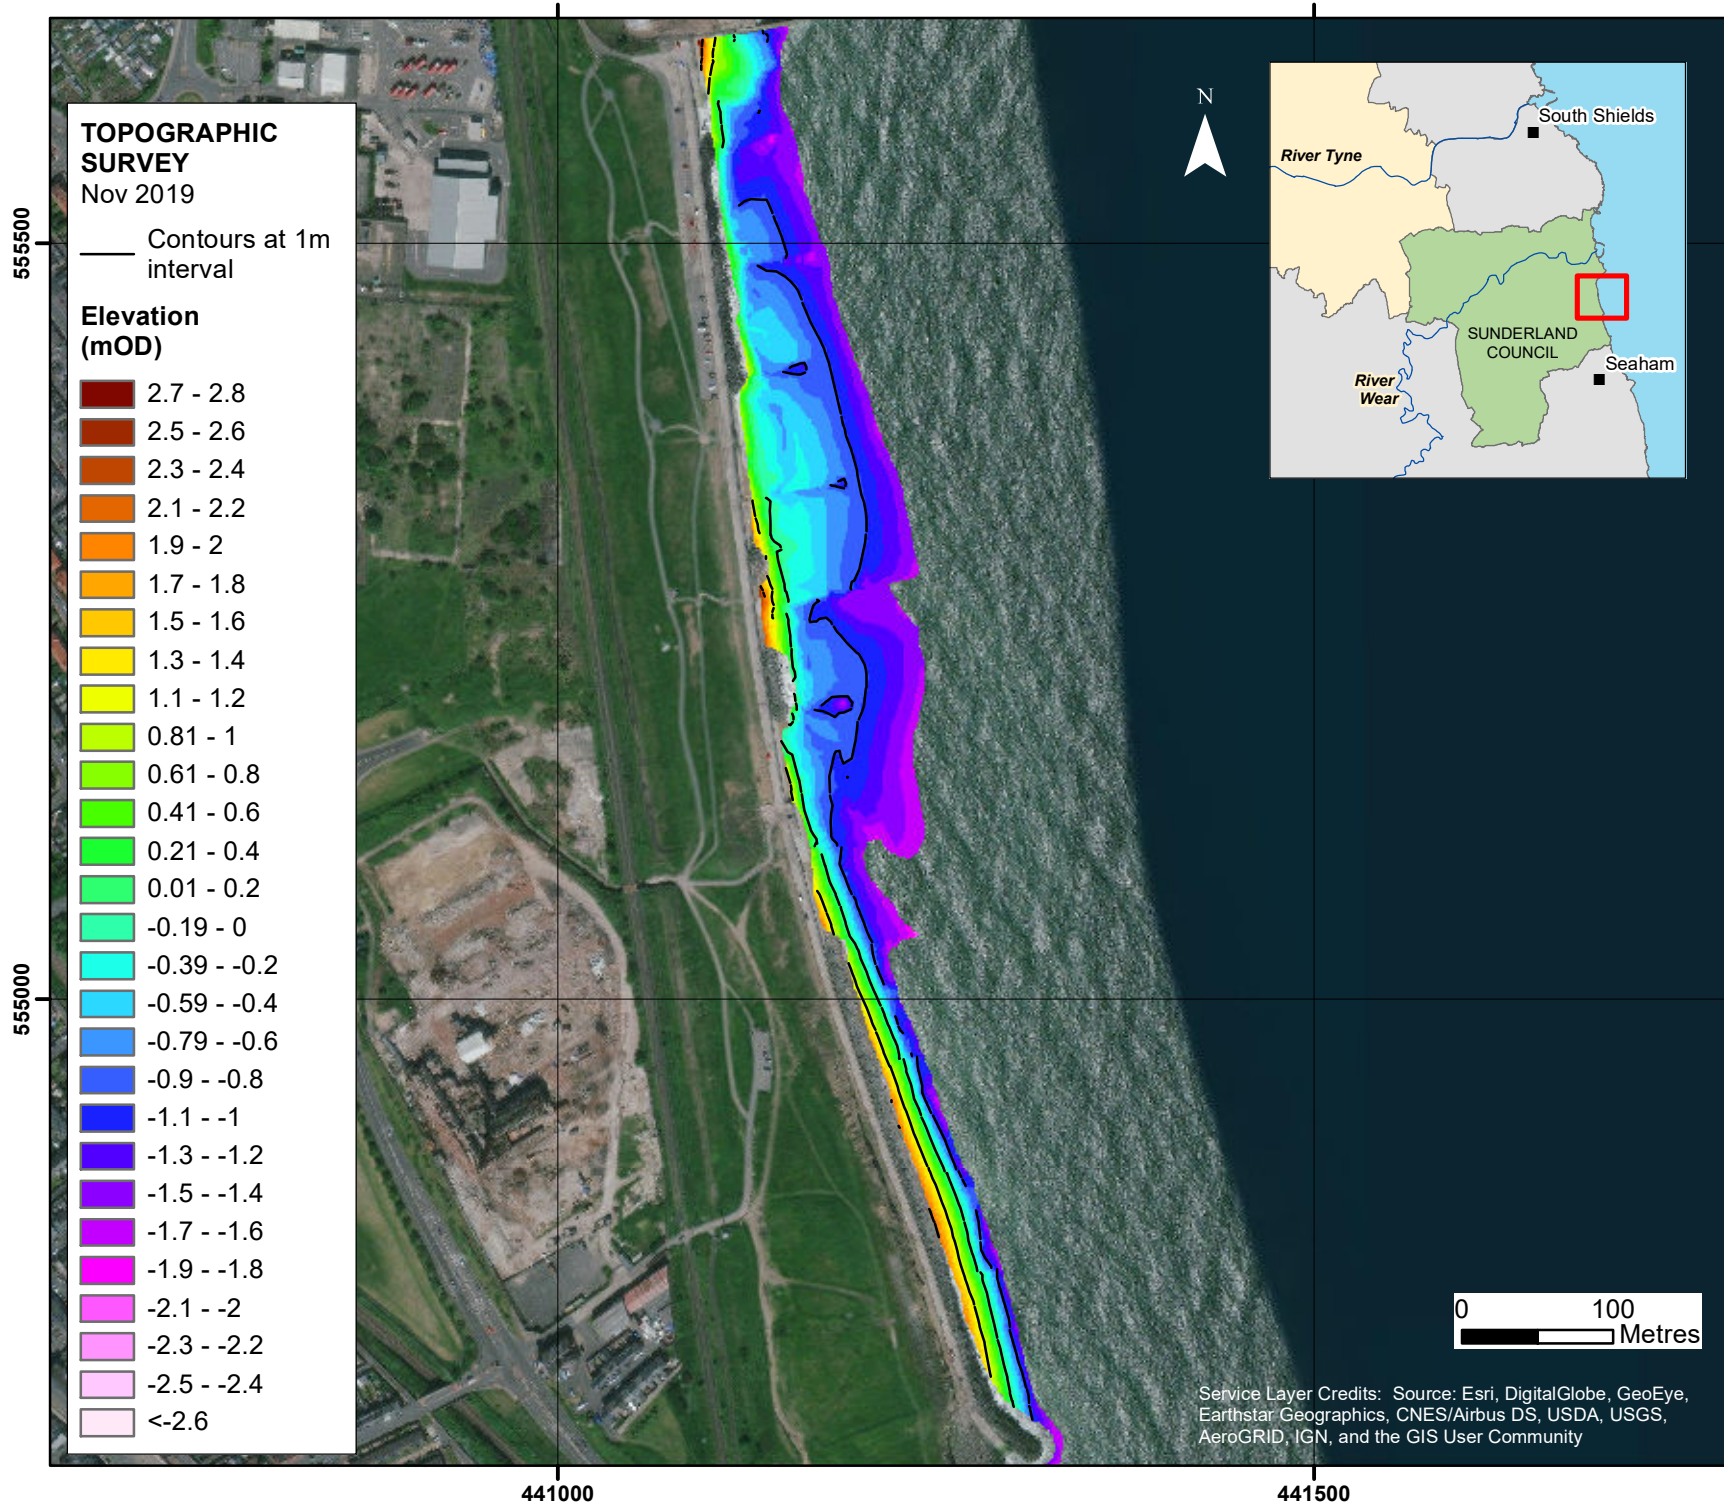 TOPOGRAPHIC
SURVEY
Nov 2019
Contours at 1m
interval
Elevation
(mOD)
2.7 - 2.8
2.5 - 2.6
2.3 - 2.4
2.1 - 2.2
1.9 - 2
1.7 - 1.8
1.5 - 1.6
1.3 - 1.4
1.1 - 1.2
0.81 - 1
0.61 - 0.8
0.41 - 0.6
0.21 - 0.4
0.01 - 0.2
-0.19 - 0
-0.39 - -0.2
-0.59 - -0.4
-0.79 - -0.6
-0.9 - -0.8
-1.1 - -1
-1.3 - -1.2
-1.5 - -1.4
-1.7 - -1.6
-1.9 - -1.8
-2.1 - -2
-2.3 - -2.2
-2.5 - -2.4
<-2.6
555500
555000
441000
441500
N
South Shields
River Tyne
SUNDERLAND
COUNCIL
Seaham
River
Wear
0 100
Metres
Service Layer Credits: Source: Esri, DigitalGlobe, GeoEye,
Earthstar Geographics, CNES/Airbus DS, USDA, USGS,
AeroGRID, IGN, and the GIS User Community